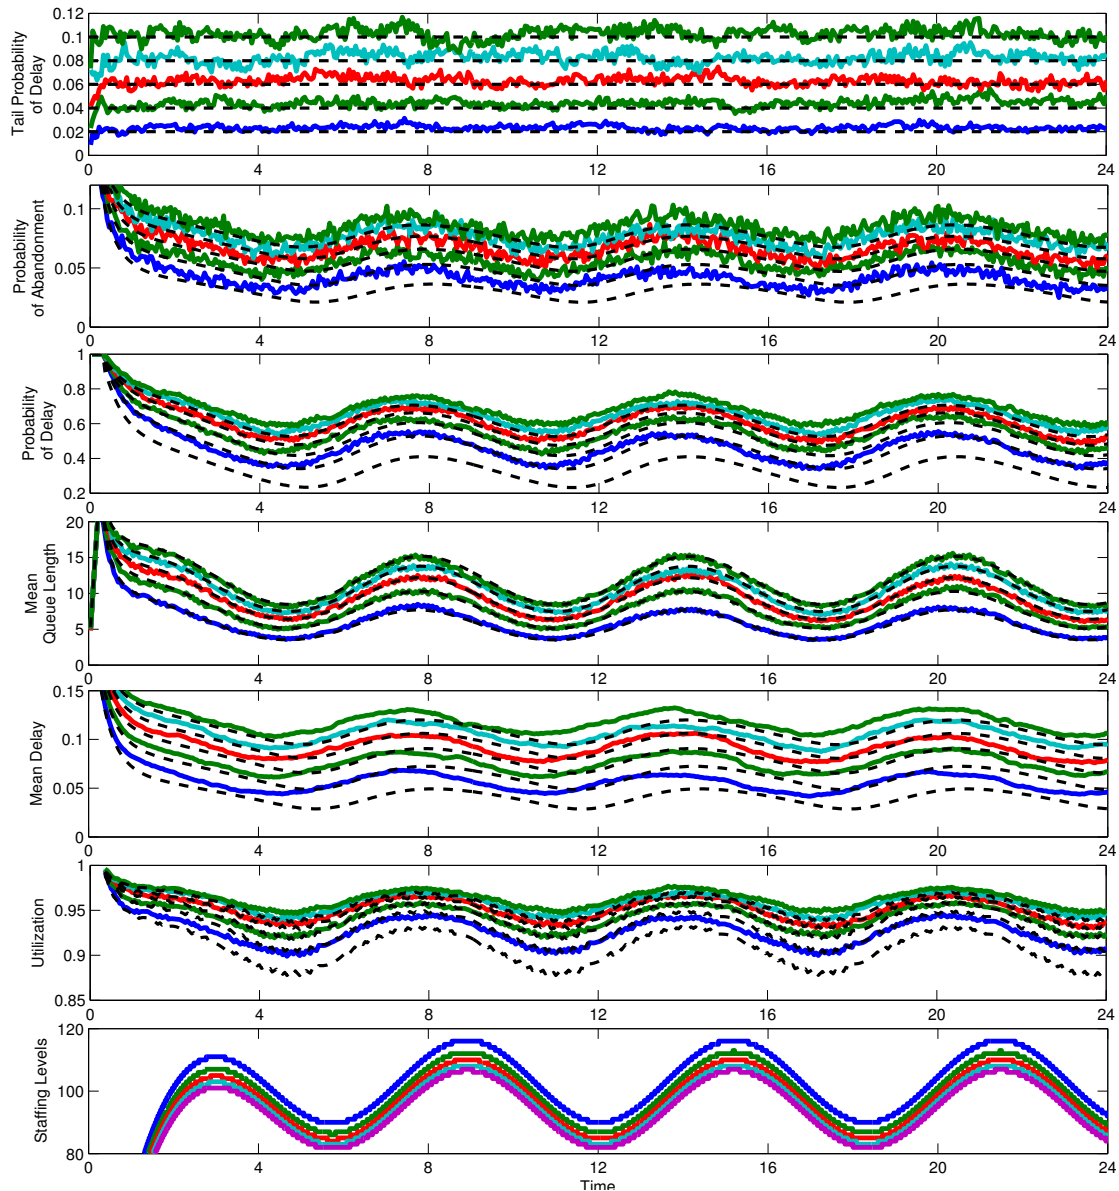 Tail Probability
of Delay
0.12
0.1
0.08
0.06
0.04
0.02
0
0 4 8 12 16 20 24
Probability
of Abandonment
0.1
0.05
0
0 4 8 12 16 20 24
Probability
of Delay
1
0.8
0.6
0.4
0.2
0 4 8 12 16 20 24
Mean
Queue Length
20
15
10
5
0
0 4 8 12 16 20 24
Mean Delay
0.15
0.1
0.05
0
0 4 8 12 16 20 24
Utilization
1
0.95
0.9
0.85
0 4 8 12 16 20 24
Staffing Levels
120
100
80
0 4 8 12 16 20 24
Time